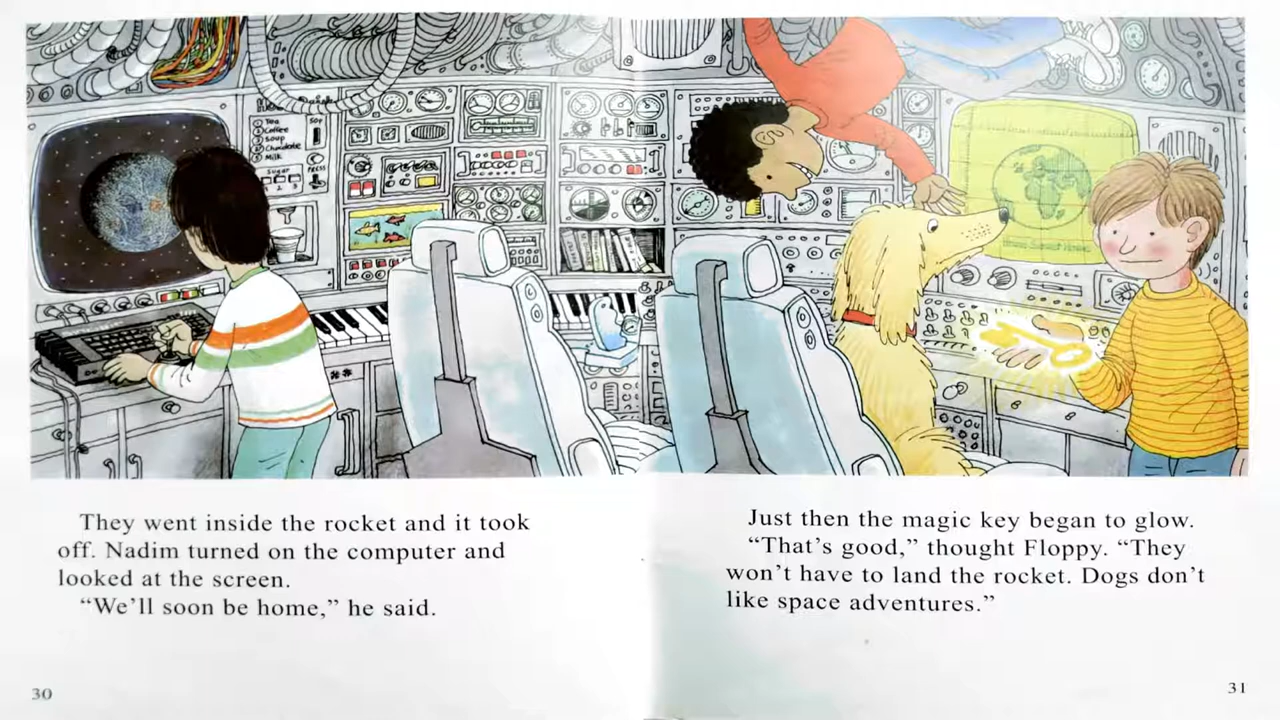 Tea
Coffee
Soup
Chocolate
Milk
Sugar
PRESS
They went inside the rocket and it took
off. Nadim turned on the computer and
looked at the screen.
“We’ll soon be home,” he said.
30
Just then the magic key began to glow.
“That’s good,” thought Floppy. “They
won’t have to land the rocket. Dogs don’t
like space adventures.”
31